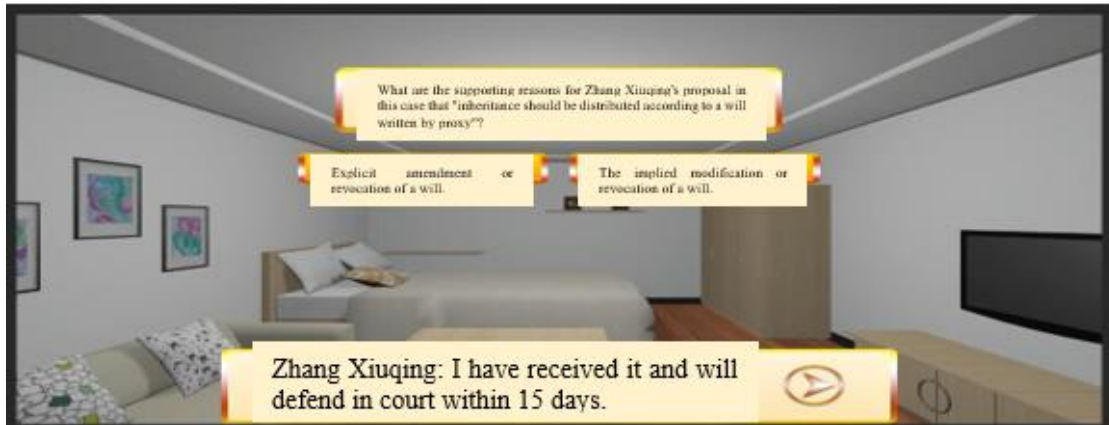 What are the supporting reasons for Zhang Xiuqing's proposal in
this case that "inheritance should be distributed according to a will
written by proxy"?
Explicit amendment or
revocation of a will.
The implied modification or
revocation of a will.
Zhang Xiuqing: I have received it and will
defend in court within 15 days.